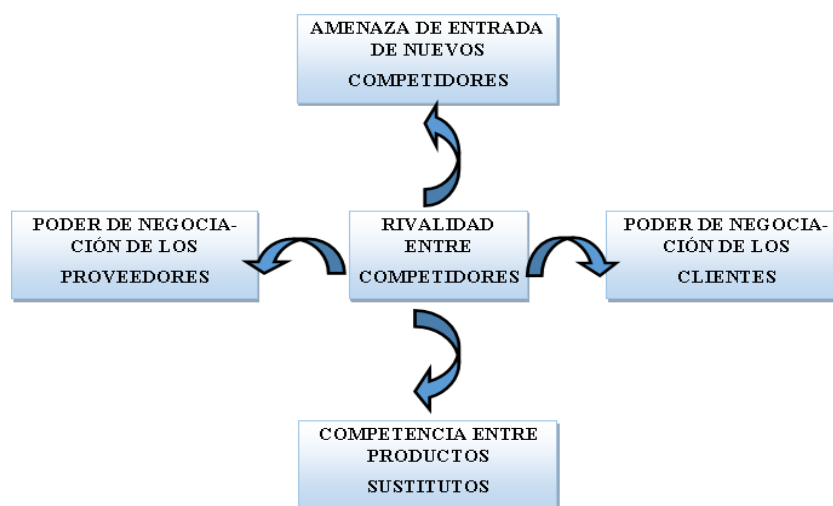 AMENAZA DE ENTRADA
DE NUEVOS
COMPETIDORES
PODER DE NEGOCIA-
CIÓN DE LOS
PROVEEDORES
RIVALIDAD
ENTRE
COMPETIDORES
PODER DE NEGOCIA-
CIÓN DE LOS
CLIENTES
COMPETENCIA ENTRE
PRODUCTOS
SUSTITUTOS